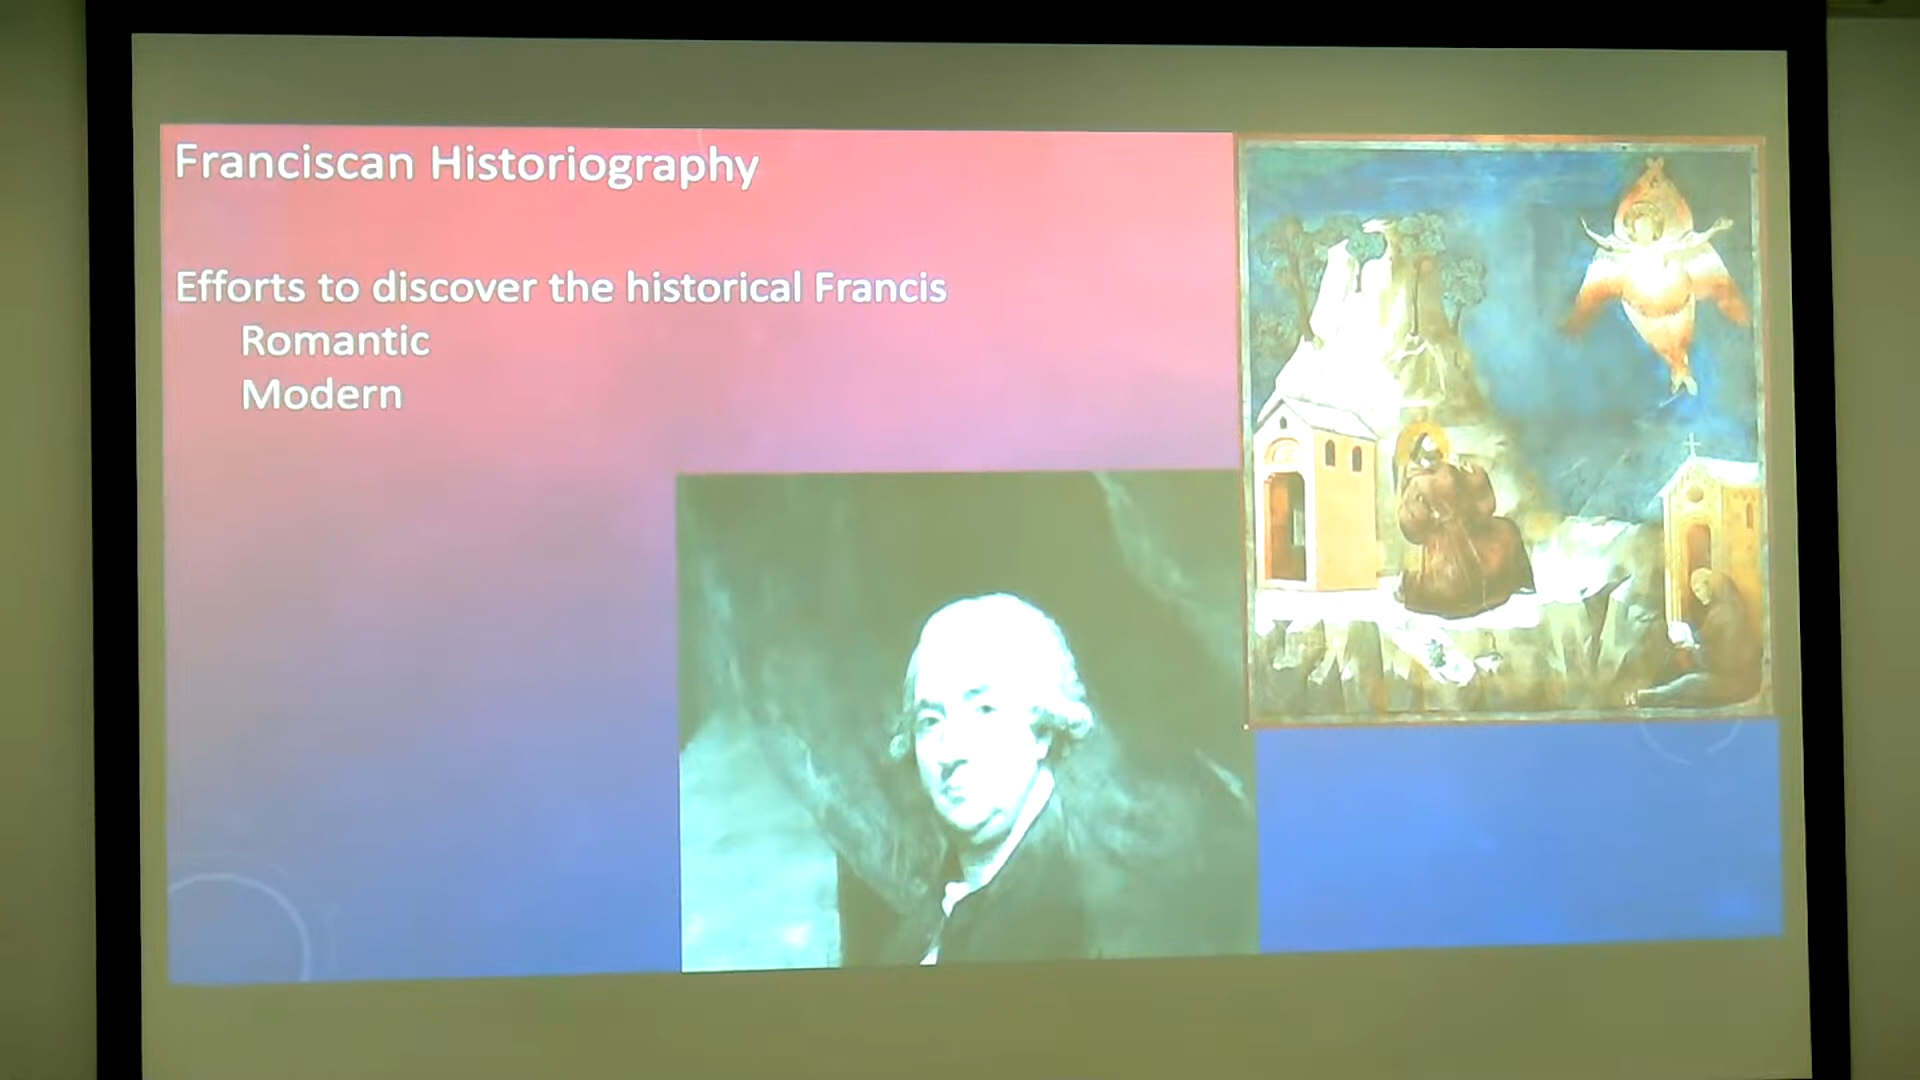 Franciscan Historiography
Efforts to discover the historical Francis
Romantic
Modern